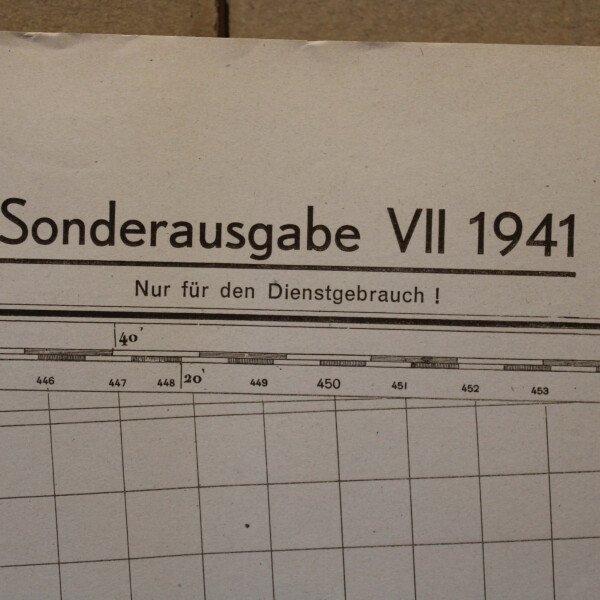 Sonderausgabe VII 1941
Nur für den Dienstgebrauch !
40'
446 447 448 20' 449 450 451 452 453